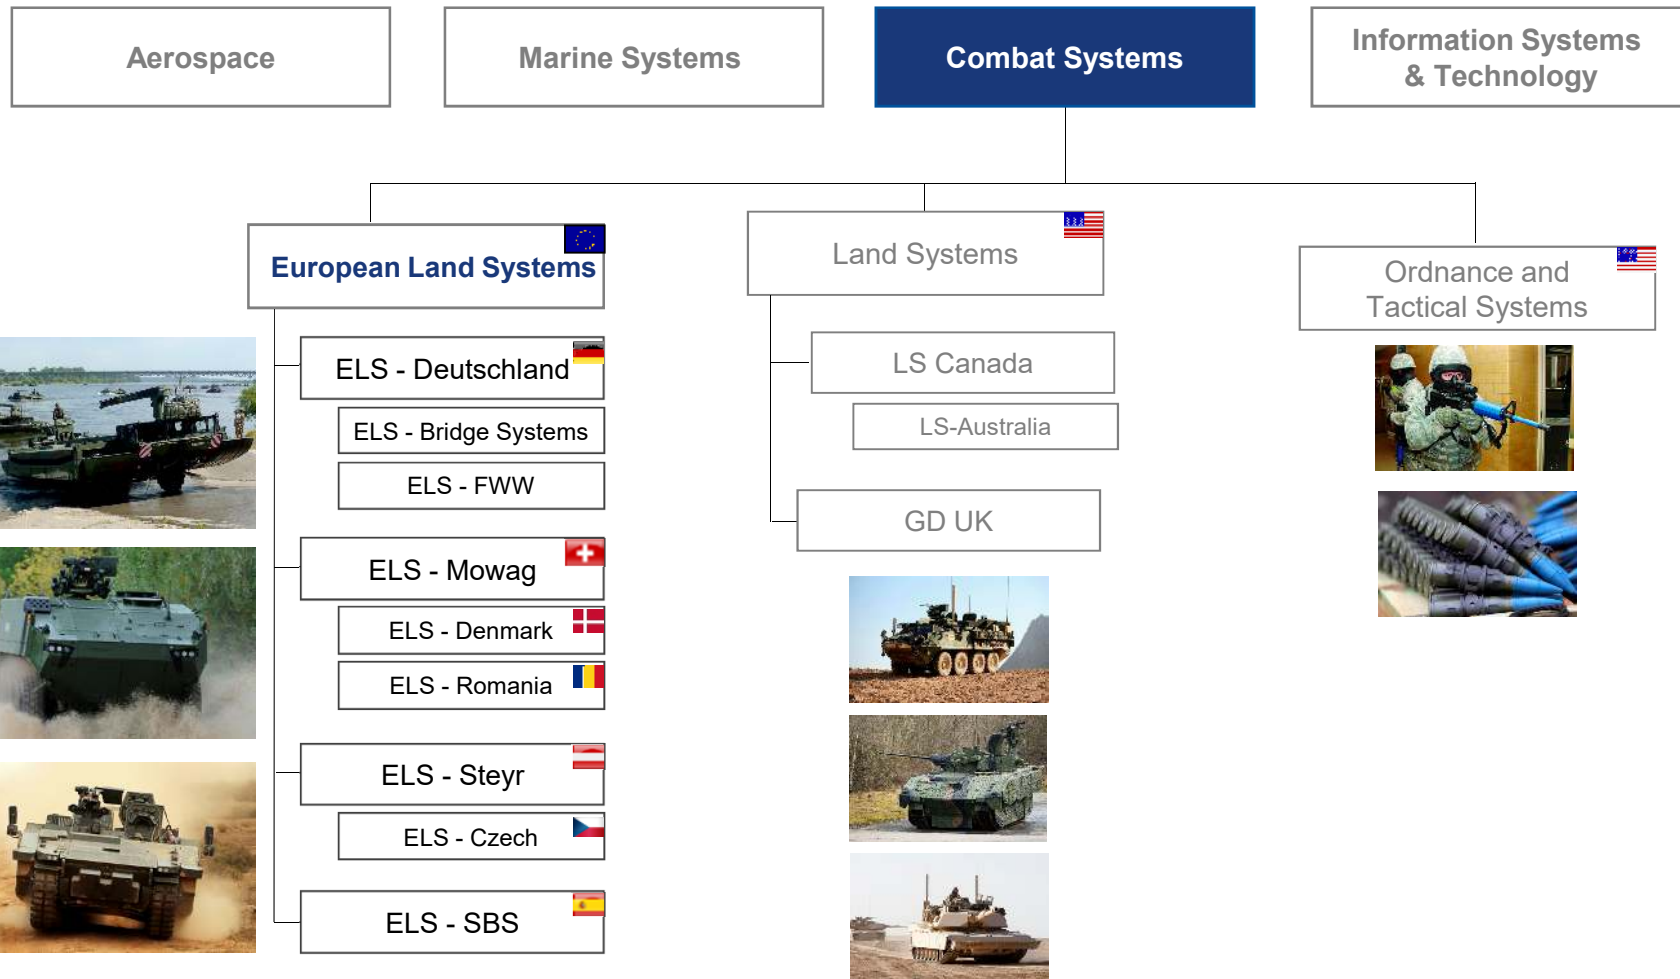 Aerospace
Marine Systems
Combat Systems
Information Systems
& Technology
European Land Systems
ELS - Deutschland
ELS - Bridge Systems
ELS - FWW
ELS - Mowag
ELS - Denmark
ELS - Romania
ELS - Steyr
ELS - Czech
ELS - SBS
Land Systems
LS Canada
LS-Australia
GD UK
Ordnance and
Tactical Systems